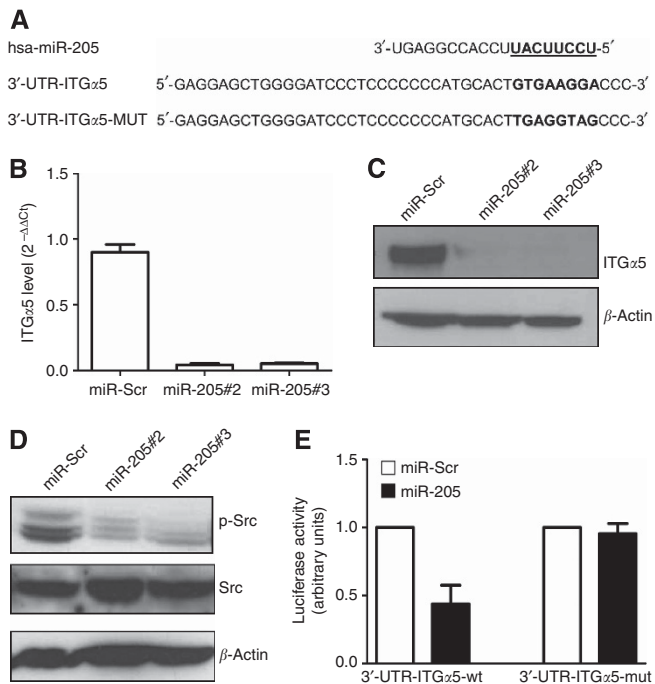 A
hsa-miR-205 3′-UGAGGCCACCUUACUUCCU-5′
3′-UTR-ITGα5 5′-GAGGAGCTGGGGATCCCTCCCCCCCATGCACTGTGAAGGACCC-3′
3′-UTR-ITGα5-MUT 5′-GAGGAGCTGGGGATCCCTCCCCCCCATGCACTTGAGGTAGCCC-3′
B
ITGα5 level (2⁻ΔΔCt)
1.5
1.0
0.5
0.0
miR-Scr miR-205#2 miR-205#3
C
miR-Scr miR-205#2 miR-205#3
ITGα5
β-Actin
D
miR-Scr miR-205#2 miR-205#3
p-Src
Src
β-Actin
E
Luciferase activity
(arbitrary units)
1.5
1.0
0.5
0.0
miR-Scr
miR-205
3′-UTR-ITGα5-wt 3′-UTR-ITGα5-mut